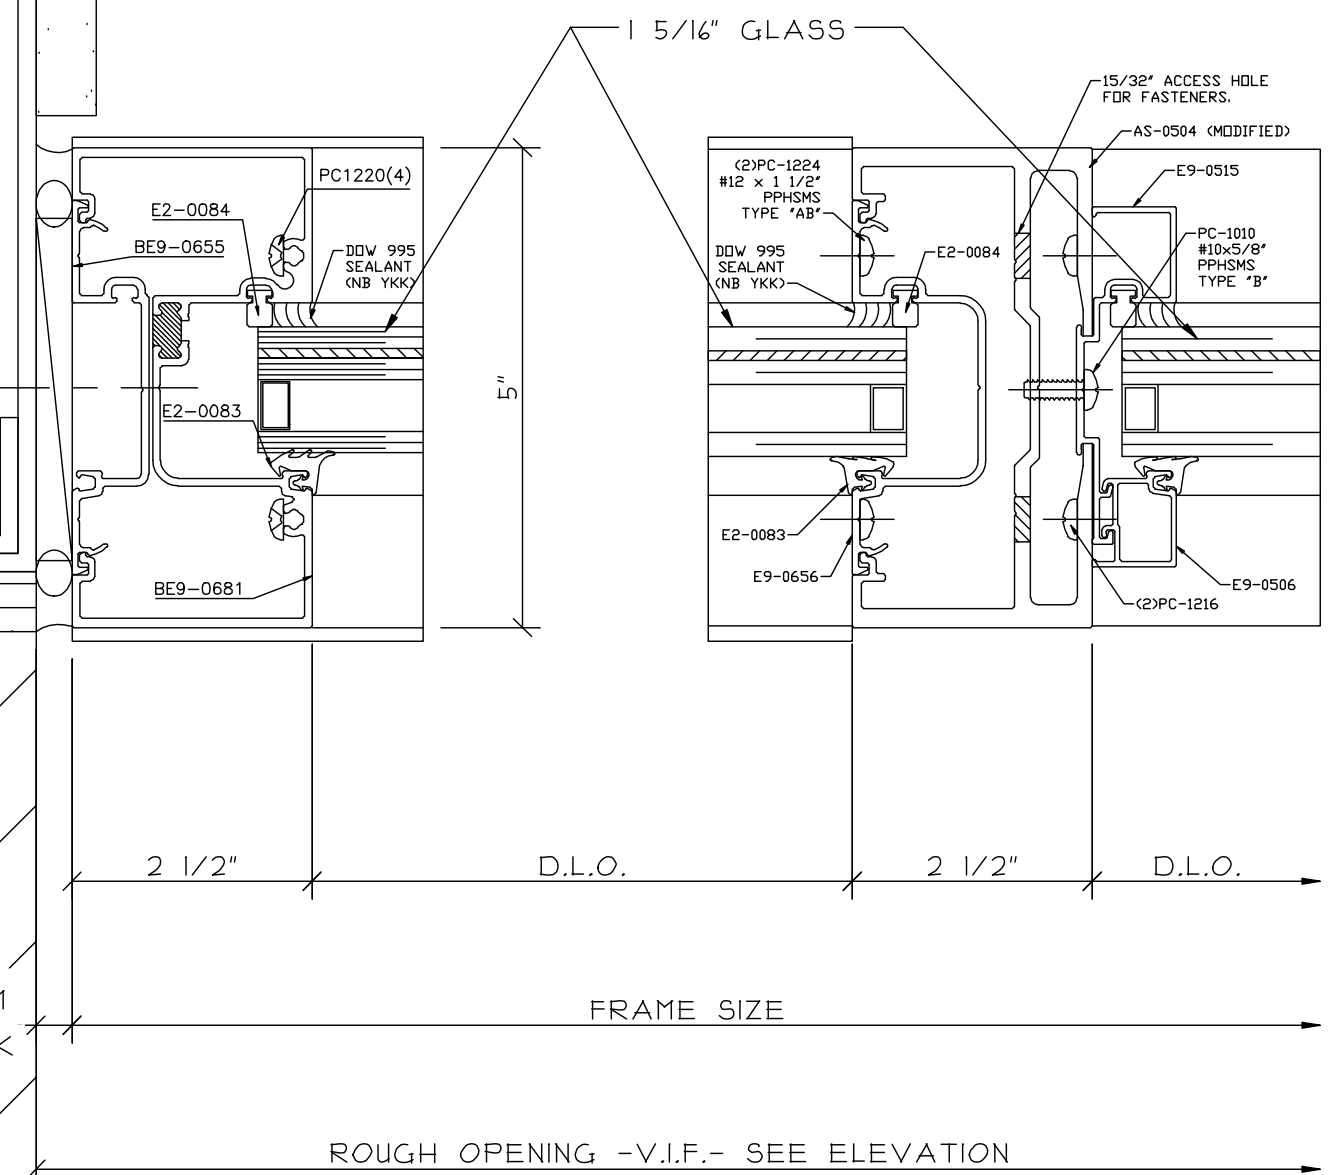 1 5/16" GLASS
15/32" ACCESS HOLE
FOR FASTENERS.
AS-0504 (MODIFIED)
E9-0515
PC-1010
#10x5/8"
PPHSMS
TYPE "B"
PC1220(4)
E2-0084
BE9-0655
DOW 995
SEALANT
(NB YKK)
(2)PC-1224
#12 x 1 1/2"
PPHSMS
TYPE "AB"
DOW 995
SEALANT
(NB YKK)
E2-0084
5"
E2-0083
BE9-0681
E2-0083
E9-0656
E9-0506
(2)PC-1216
2 1/2"
D.L.O.
2 1/2"
D.L.O.
FRAME SIZE
ROUGH OPENING -V.I.F.- SEE ELEVATION